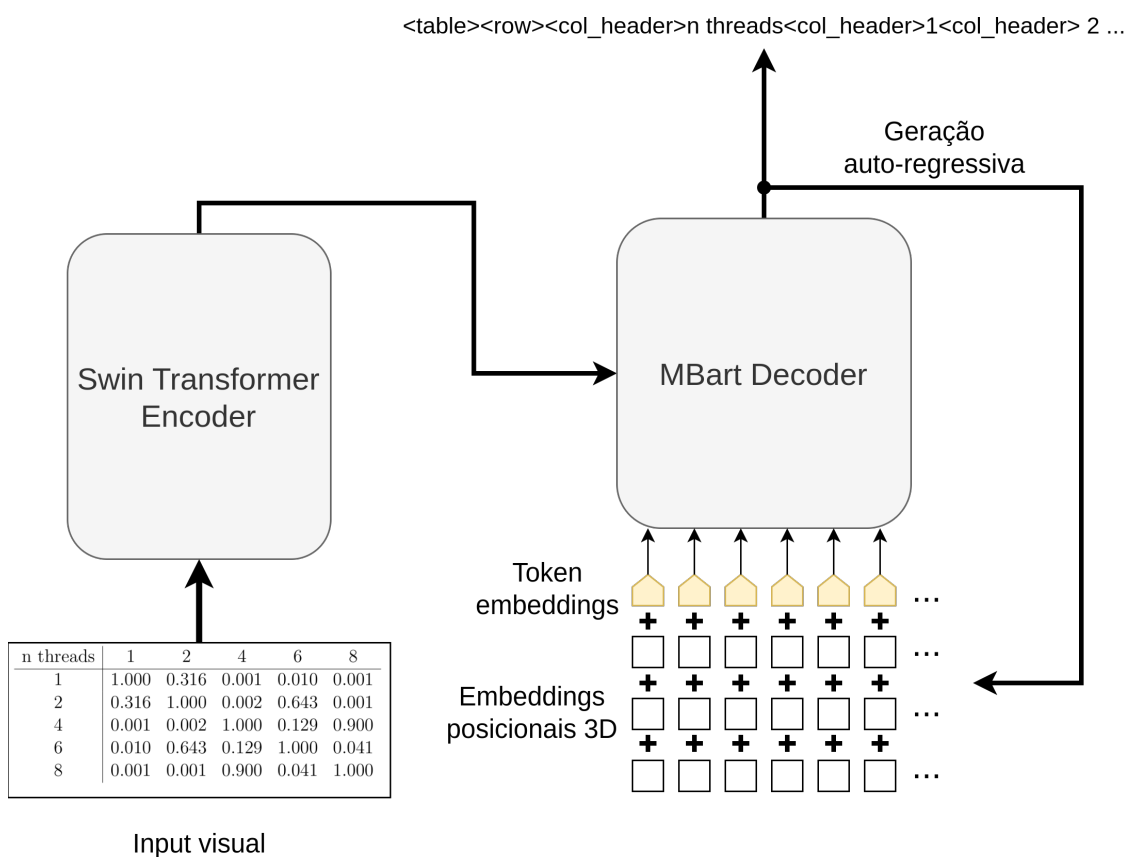 <table><row><col_header>n threads<col_header>1<col_header> 2 ...
Geração
auto-regressiva
Swin Transformer
Encoder
MBart Decoder
Token
embeddings
...
+ + + + + +
...
+ + + + + +
Embeddings
posicionais 3D
...
+ + + + + +
...
n threads 1 2 4 6 8
1 1.000 0.316 0.001 0.010 0.001
2 0.316 1.000 0.002 0.643 0.001
4 0.001 0.002 1.000 0.129 0.900
6 0.010 0.643 0.129 1.000 0.041
8 0.001 0.001 0.900 0.041 1.000
Input visual